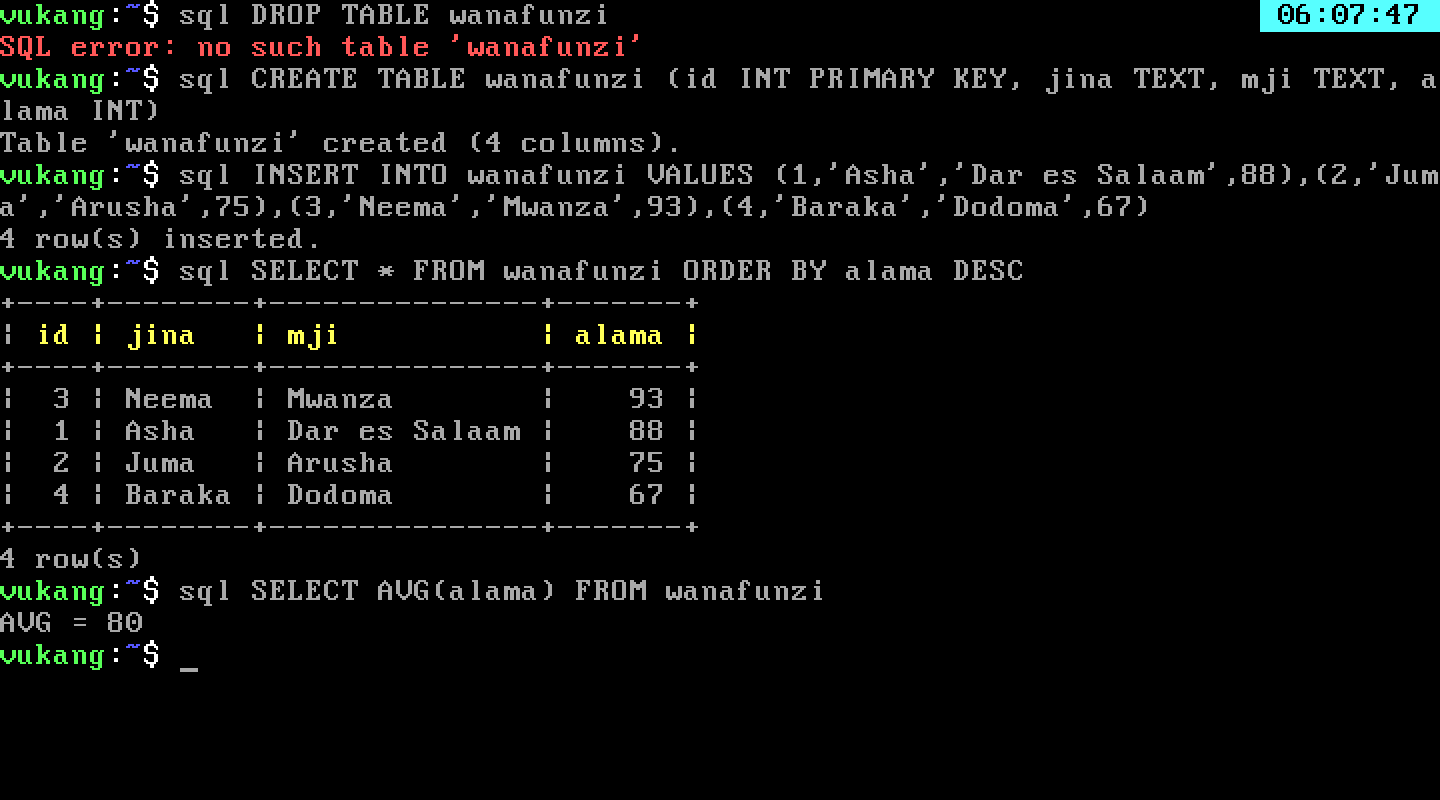 vukang:~$ sql DROP TABLE wanafunzi
06:07:47
SQL error: no such table 'wanafunzi'
vukang:~$ sql CREATE TABLE wanafunzi (id INT PRIMARY KEY, jina TEXT, mji TEXT, a
lama INT)
Table 'wanafunzi' created (4 columns).
vukang:~$ sql INSERT INTO wanafunzi VALUES (1,'Asha','Dar es Salaam',88),(2,'Jum
a','Arusha',75),(3,'Neema','Mwanza',93),(4,'Baraka','Dodoma',67)
4 row(s) inserted.
vukang:~$ sql SELECT * FROM wanafunzi ORDER BY alama DESC
+----+--------+---------------+-------+
| id | jina   | mji           | alama |
+----+--------+---------------+-------+
|  3 | Neema  | Mwanza        |    93 |
|  1 | Asha   | Dar es Salaam |    88 |
|  2 | Juma   | Arusha        |    75 |
|  4 | Baraka | Dodoma        |    67 |
+----+--------+---------------+-------+
4 row(s)
vukang:~$ sql SELECT AVG(alama) FROM wanafunzi
AVG = 80
vukang:~$ _